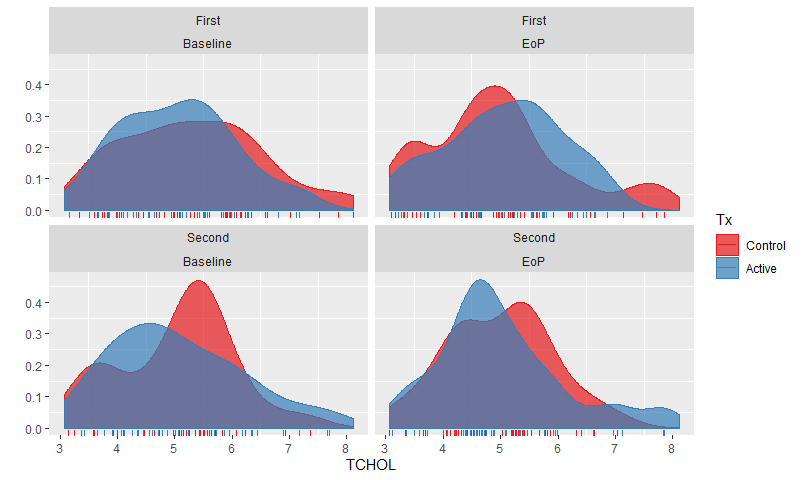 First First
Baseline EoP
0.4
0.3
0.2
0.1
0.0
Second Second
Baseline EoP
0.4
0.3
0.2
0.1
0.0
3 4 5 6 7 8 3 4 5 6 7 8
TCHOL
Tx
Control
Active